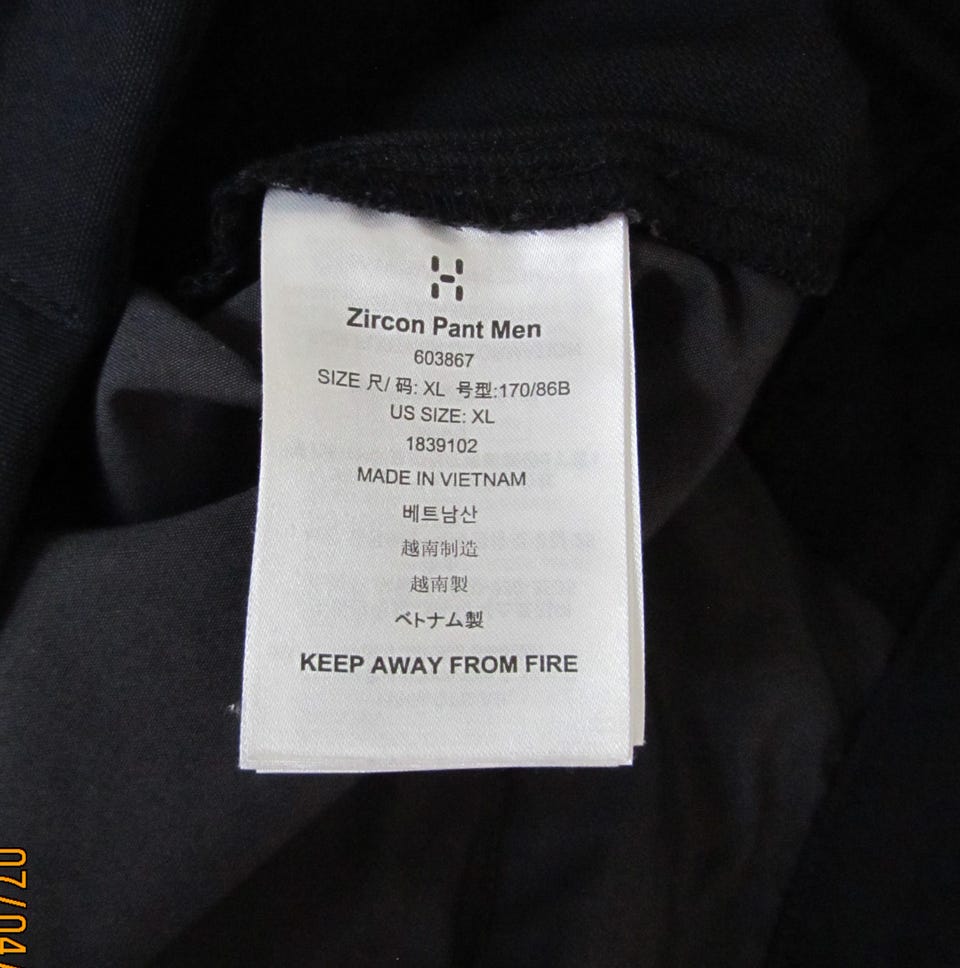 Zircon Pant Men
603867
SIZE 尺/ 码: XL 号型:170/86B
US SIZE: XL
1839102
MADE IN VIETNAM
베트남산
越南制造
越南製
ベトナム製
KEEP AWAY FROM FIRE
07/04/